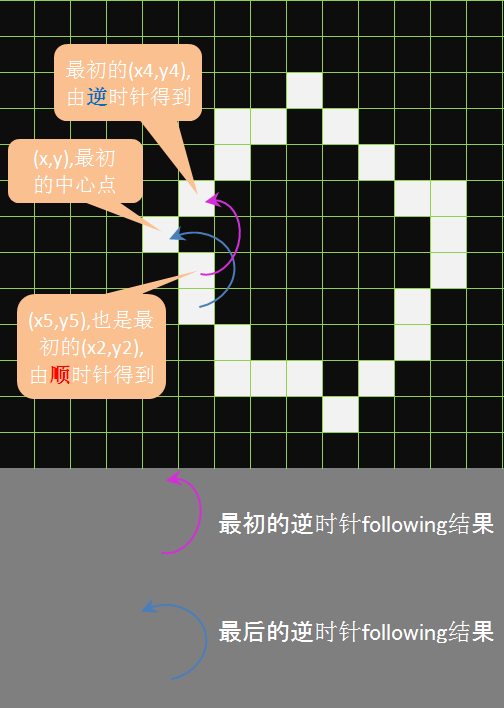 最初的(x4,y4),
由逆时针得到
(x,y),最初
的中心点
(x5,y5),也是最
初的(x2,y2),
由顺时针得到
最初的逆时针following结果
最后的逆时针following结果